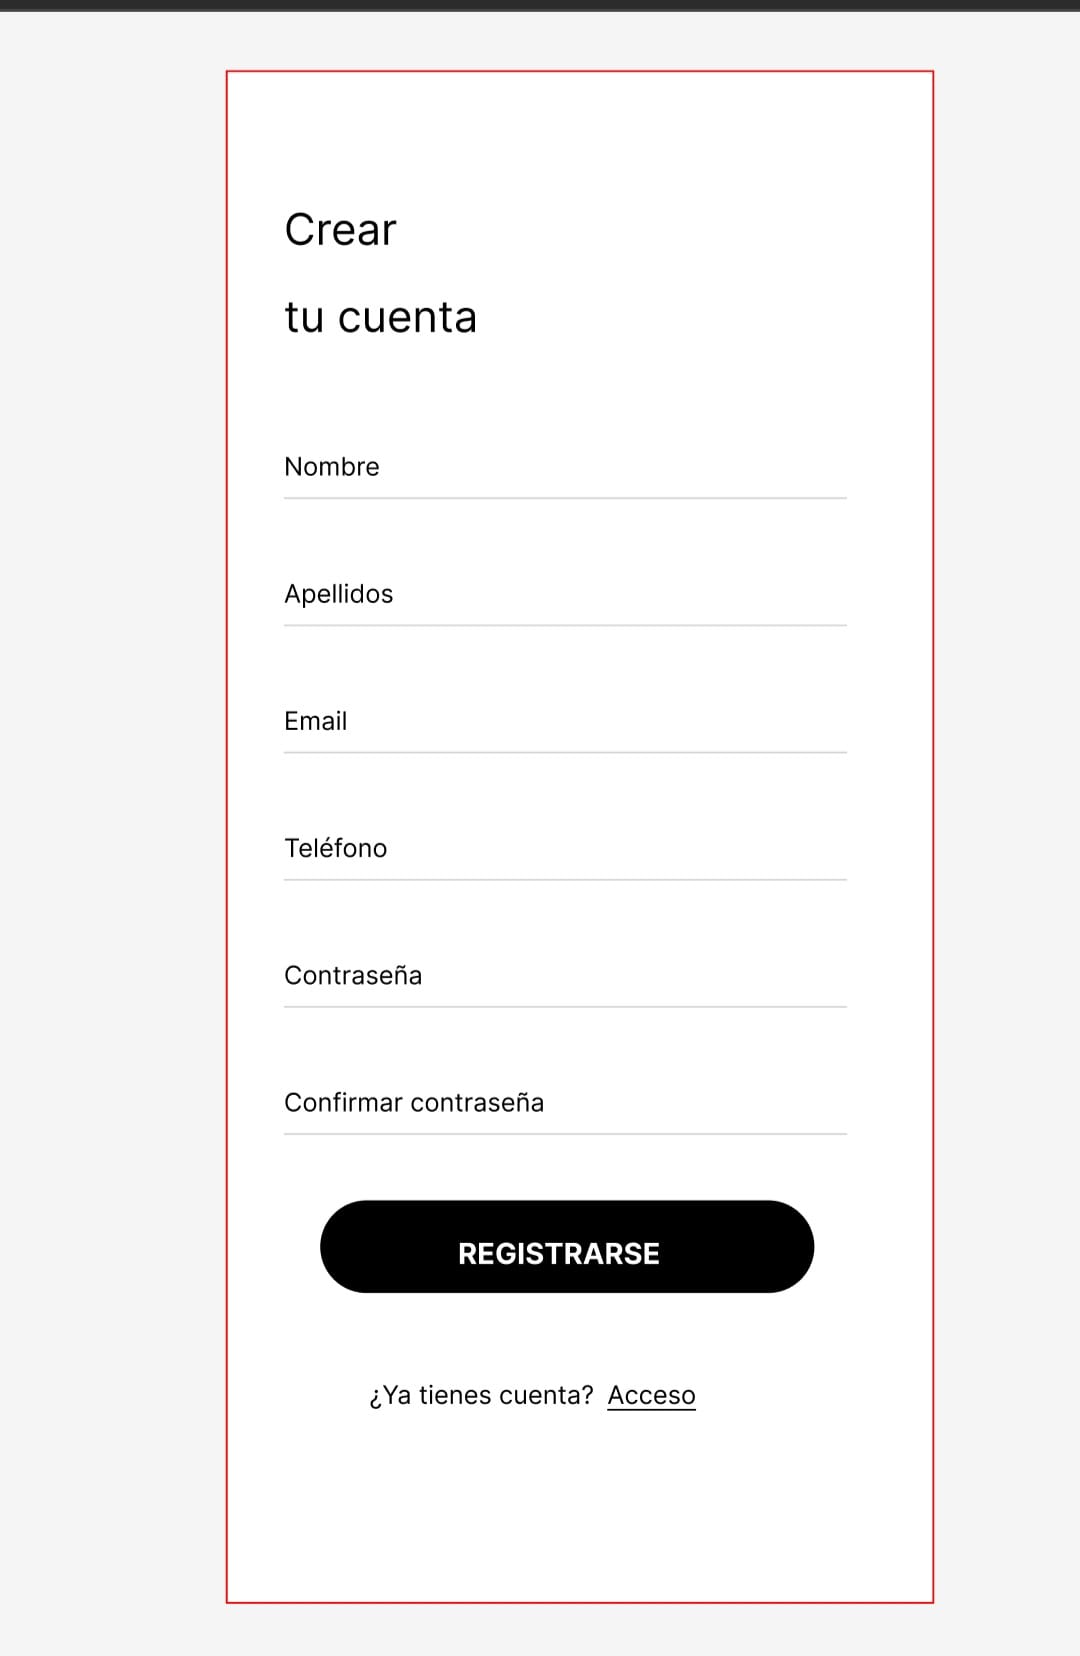 Crear
tu cuenta
Nombre
Apellidos
Email
Teléfono
Contraseña
Confirmar contraseña
REGISTRARSE
¿Ya tienes cuenta? Acceso